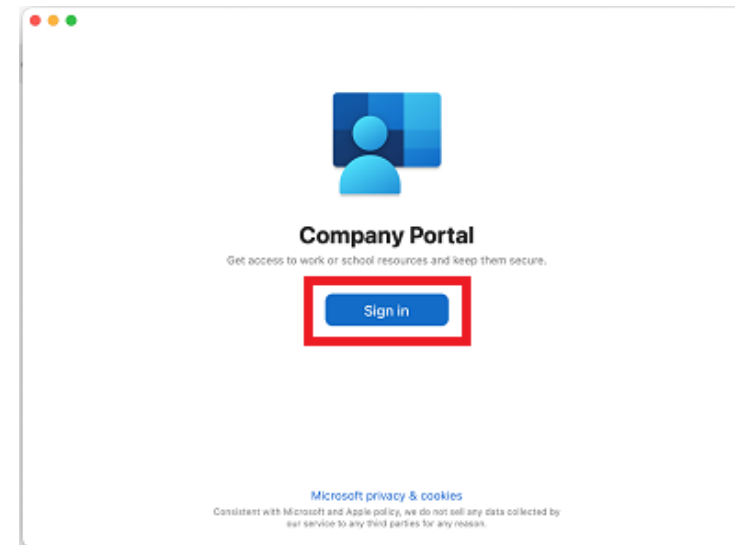 Company Portal
Get access to work or school resources and keep them secure.
Sign in
Microsoft privacy & cookies
Consistent with Microsoft and Apple policy, we do not sell any data collected by
our service to any third parties for any reason.